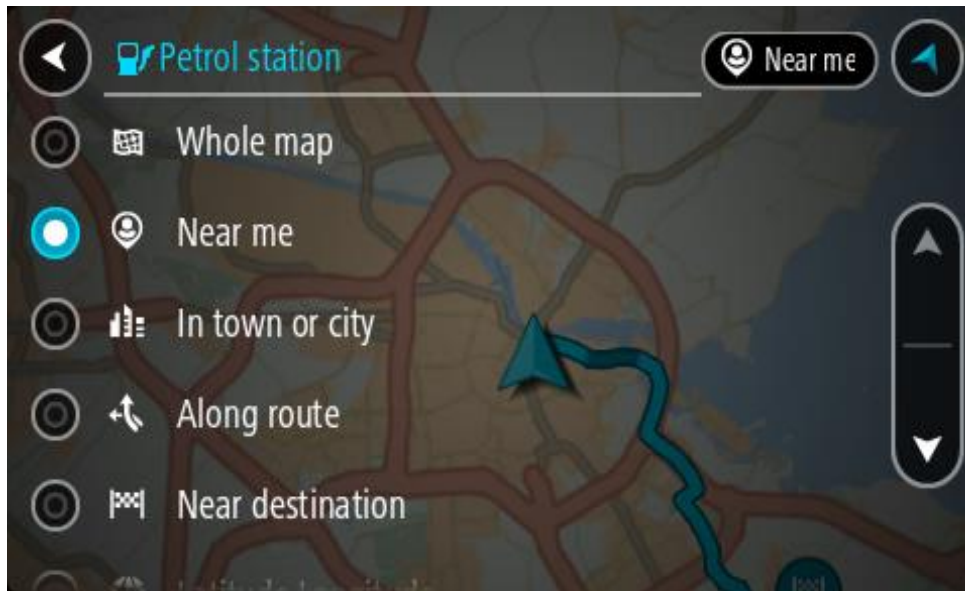 Petrol station
Near me
Whole map
Near me
In town or city
Along route
Near destination